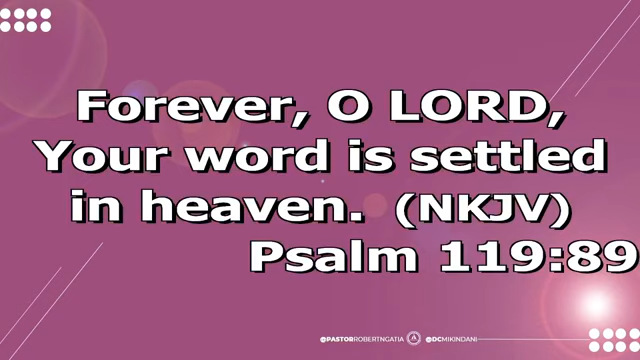 Forever, O LORD,
Your word is settled
in heaven. (NKJV)
Psalm 119:89
@PASTORROBERTNGATIA @DCMIKINDANI